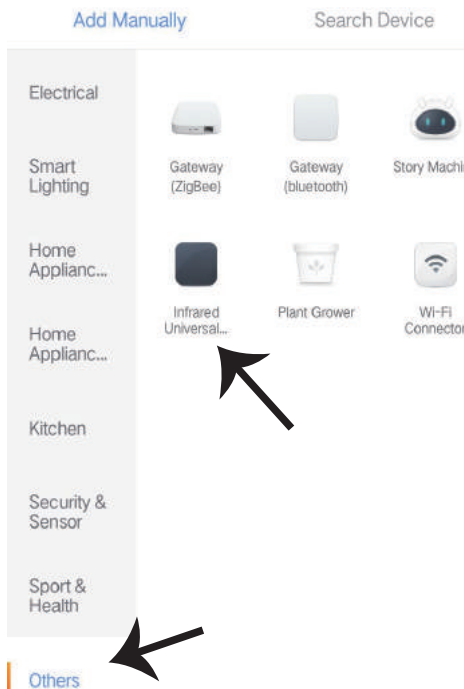 Add Manually
Search Device
Electrical
Smart
Lighting
Home
Applianc...
Home
Applianc...
Kitchen
Security &
Sensor
Sport &
Health
Others
Gateway
(ZigBee)
Gateway
(bluetooth)
Story Machi
Infrared
Universal...
Plant Grower
Wi-Fi
Connector